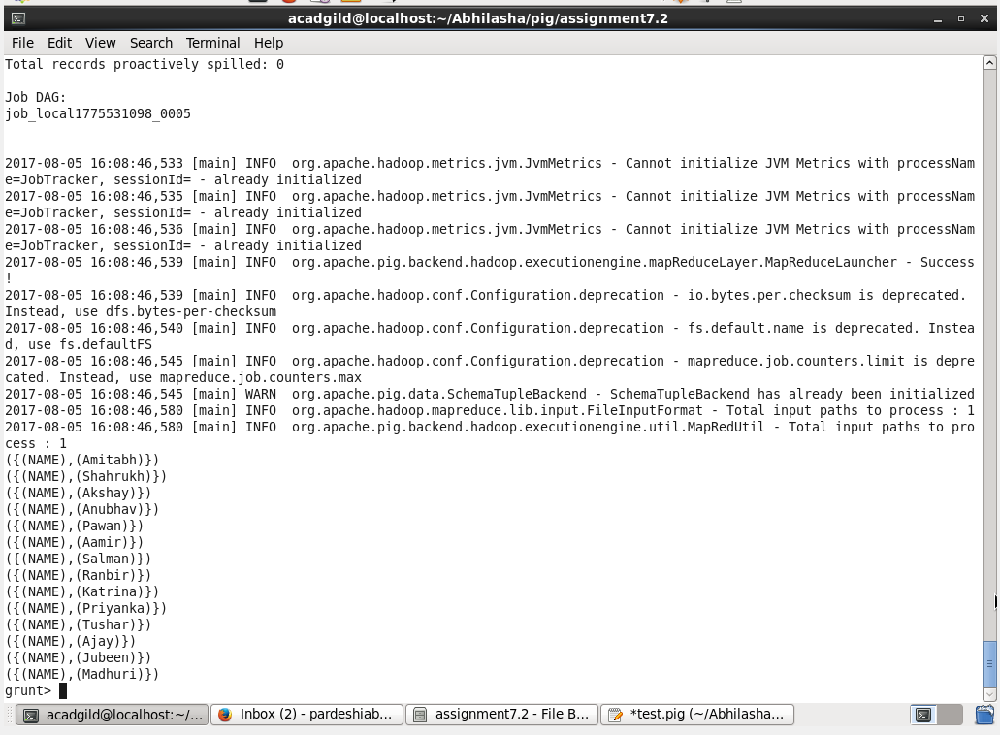 acadgild@localhost:~/Abhilasha/pig/assignment7.2
File Edit View Search Terminal Help
Total records proactively spilled: 0
Job DAG:
job_local1775531098_0005
2017-08-05 16:08:46,533 [main] INFO  org.apache.hadoop.metrics.jvm.JvmMetrics - Cannot initialize JVM Metrics with processNam
e=JobTracker, sessionId= - already initialized
2017-08-05 16:08:46,535 [main] INFO  org.apache.hadoop.metrics.jvm.JvmMetrics - Cannot initialize JVM Metrics with processNam
e=JobTracker, sessionId= - already initialized
2017-08-05 16:08:46,536 [main] INFO  org.apache.hadoop.metrics.jvm.JvmMetrics - Cannot initialize JVM Metrics with processNam
e=JobTracker, sessionId= - already initialized
2017-08-05 16:08:46,539 [main] INFO  org.apache.pig.backend.hadoop.executionengine.mapReduceLayer.MapReduceLauncher - Success
!
2017-08-05 16:08:46,539 [main] INFO  org.apache.hadoop.conf.Configuration.deprecation - io.bytes.per.checksum is deprecated.
Instead, use dfs.bytes-per-checksum
2017-08-05 16:08:46,540 [main] INFO  org.apache.hadoop.conf.Configuration.deprecation - fs.default.name is deprecated. Instea
d, use fs.defaultFS
2017-08-05 16:08:46,545 [main] INFO  org.apache.hadoop.conf.Configuration.deprecation - mapreduce.job.counters.limit is depre
cated. Instead, use mapreduce.job.counters.max
2017-08-05 16:08:46,545 [main] WARN  org.apache.pig.data.SchemaTupleBackend - SchemaTupleBackend has already been initialized
2017-08-05 16:08:46,580 [main] INFO  org.apache.hadoop.mapreduce.lib.input.FileInputFormat - Total input paths to process : 1
2017-08-05 16:08:46,580 [main] INFO  org.apache.pig.backend.hadoop.executionengine.util.MapRedUtil - Total input paths to pro
cess : 1
({(NAME),(Amitabh)})
({(NAME),(Shahrukh)})
({(NAME),(Akshay)})
({(NAME),(Anubhav)})
({(NAME),(Pawan)})
({(NAME),(Aamir)})
({(NAME),(Salman)})
({(NAME),(Ranbir)})
({(NAME),(Katrina)})
({(NAME),(Priyanka)})
({(NAME),(Tushar)})
({(NAME),(Ajay)})
({(NAME),(Jubeen)})
({(NAME),(Madhuri)})
grunt>
acadgild@localhost:~/... Inbox (2) - pardeshiab... assignment7.2 - File B... *test.pig (~/Abhilasha...